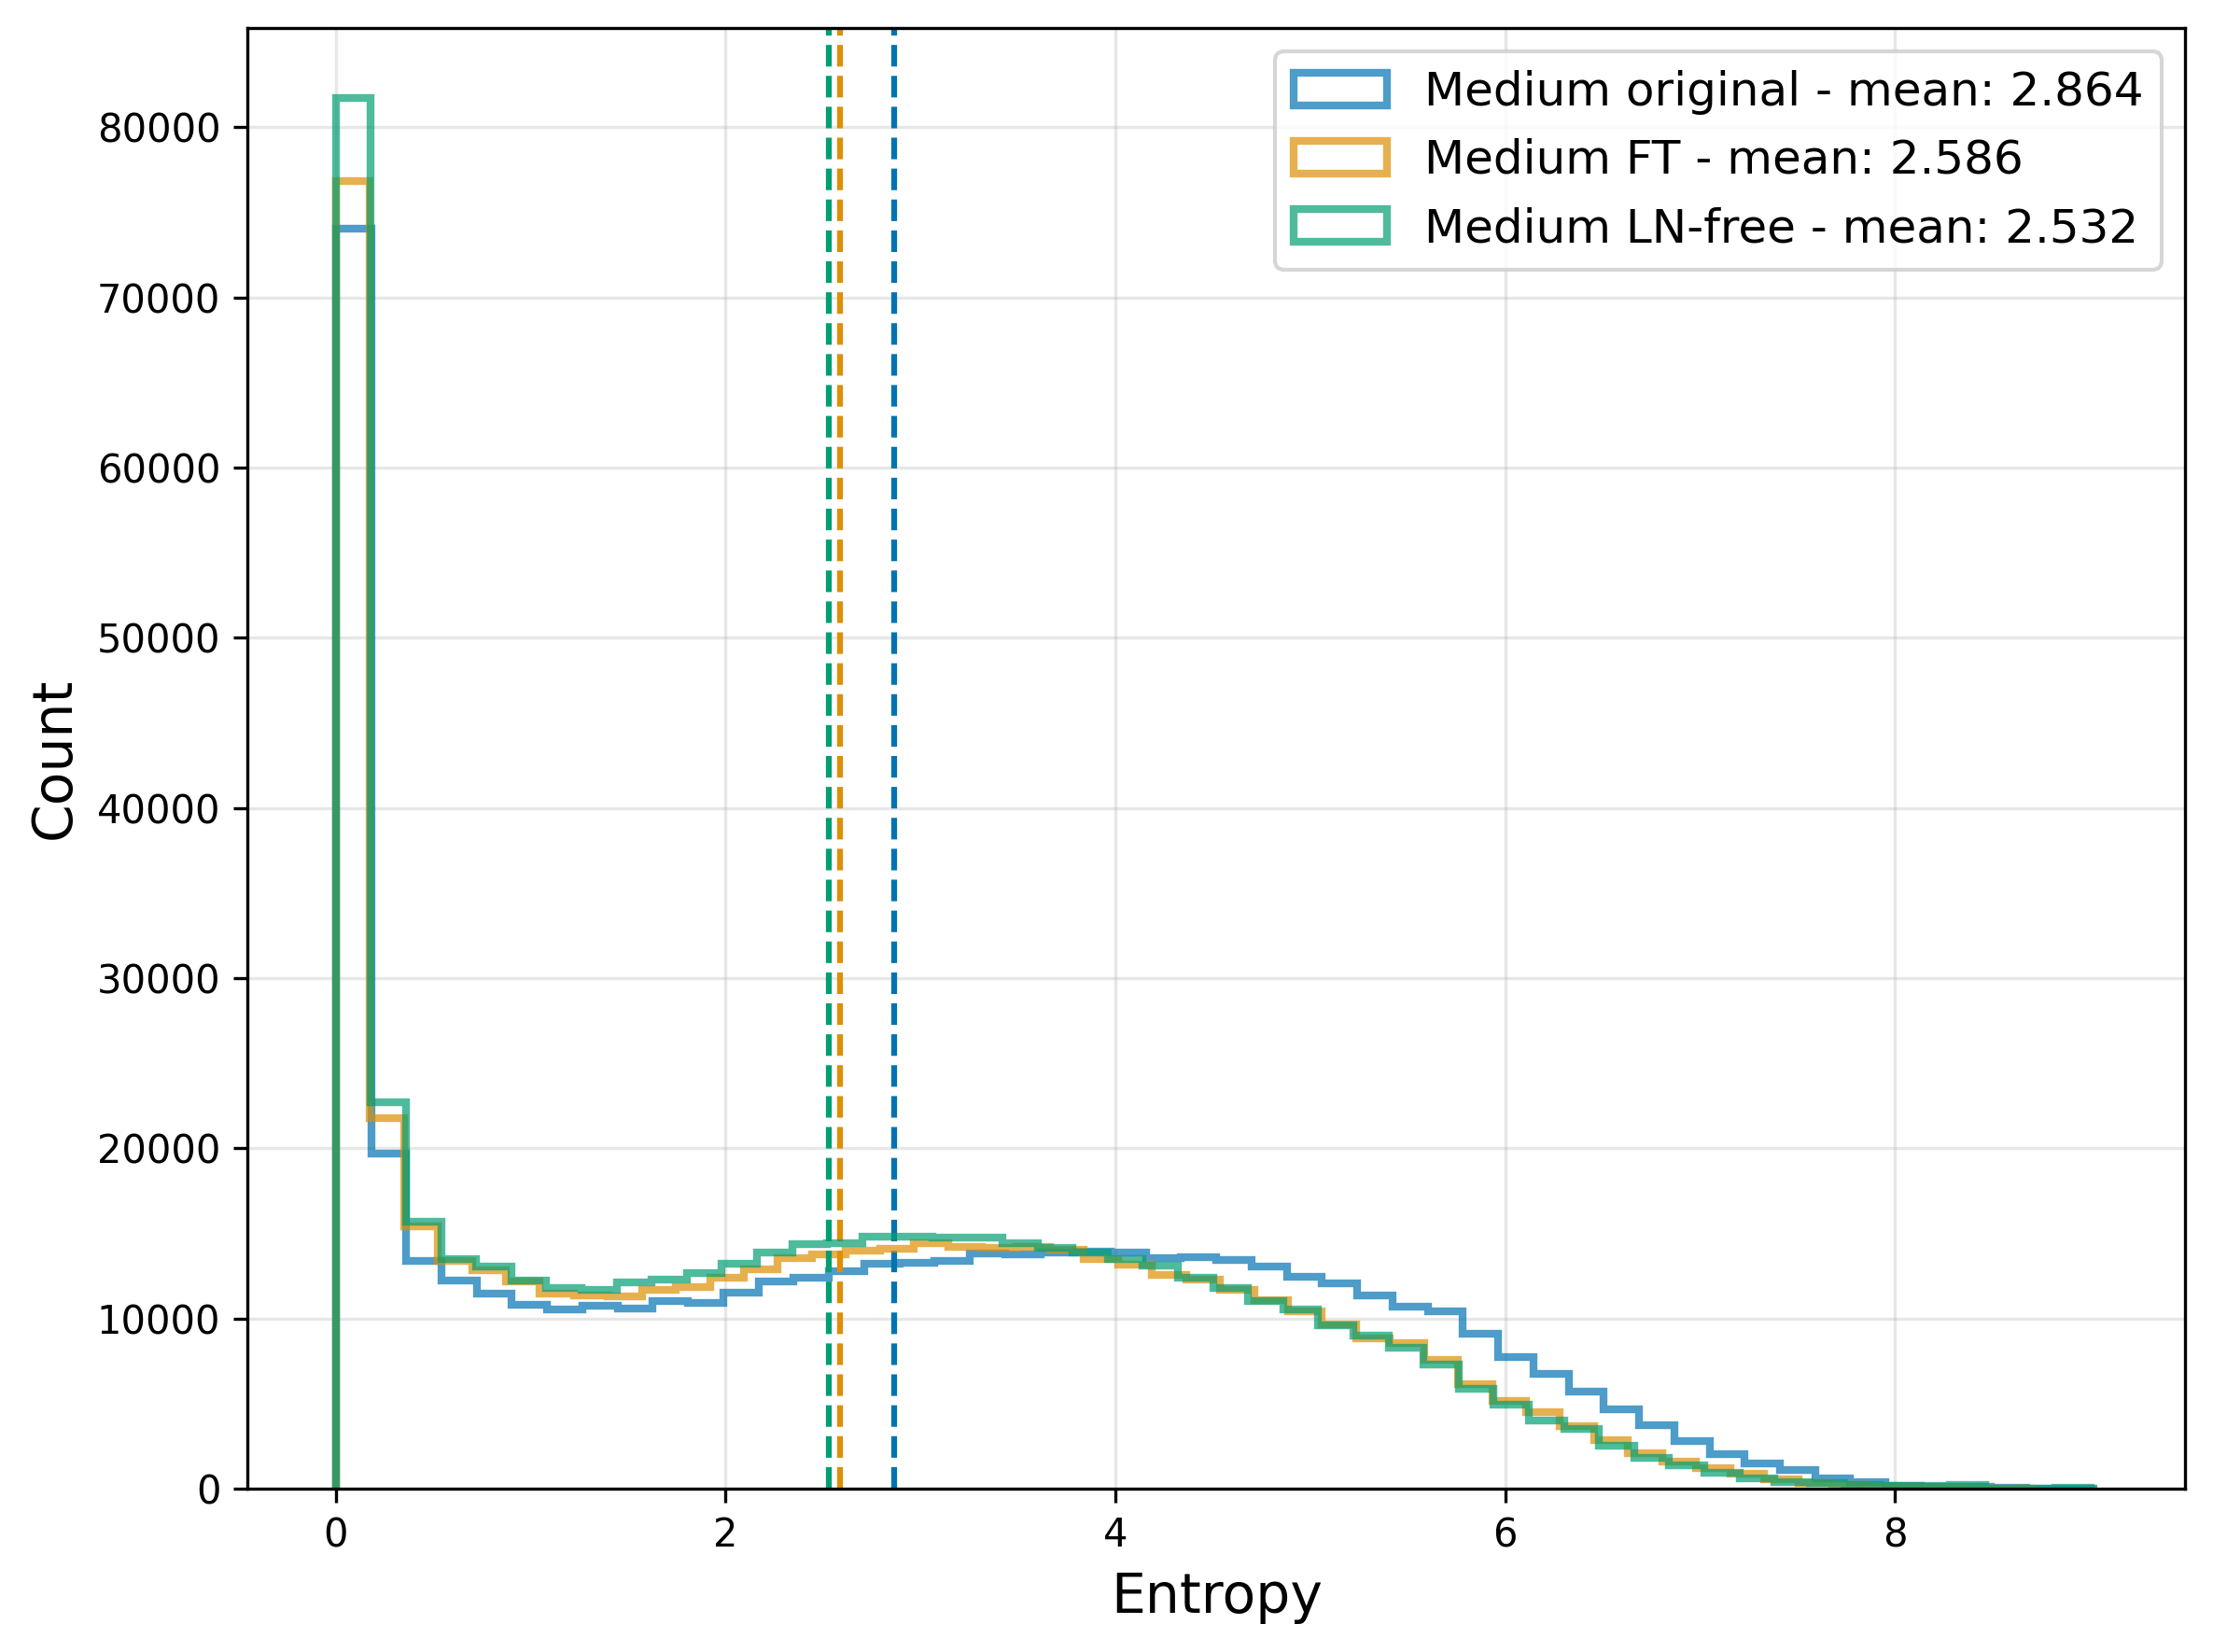 Medium original - mean: 2.864
Medium FT - mean: 2.586
Medium LN-free - mean: 2.532
80000
70000
60000
50000
40000
30000
20000
10000
0
Count
0 2 4 6 8
Entropy